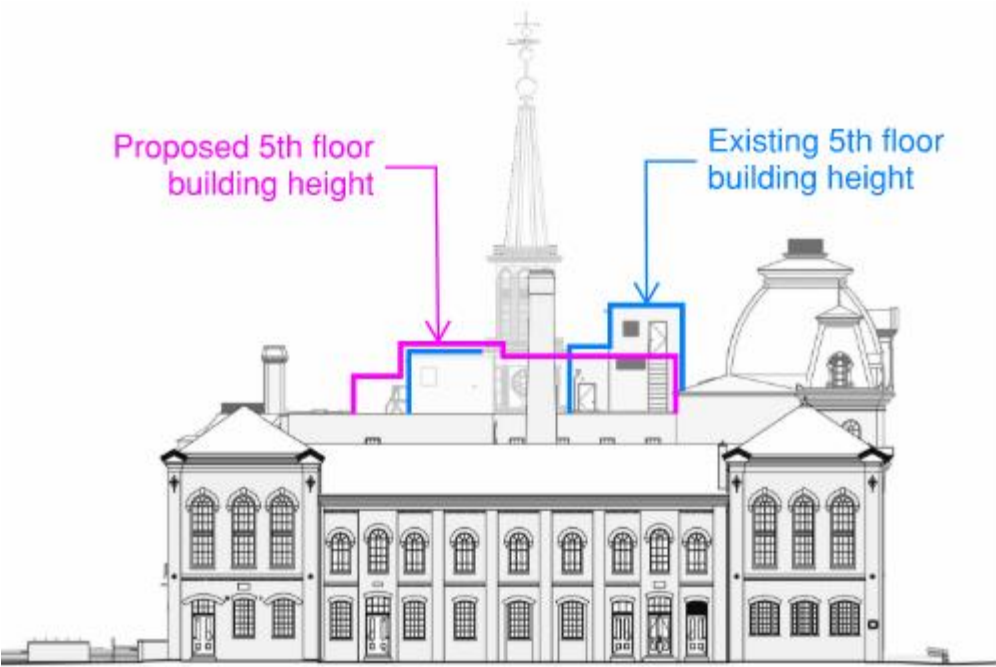 Proposed 5th floor
building height
Existing 5th floor
building height